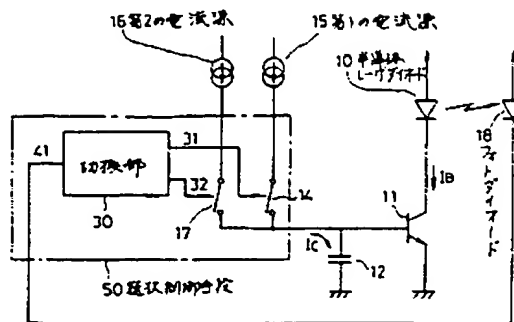 16 第2の電流源
15 第1の電流源
10 半導体
レーザダイオード
31
41
切換部
32
30
17
14
IB
11
18 フォトダイオード
Ic
12
50 選択制御手段